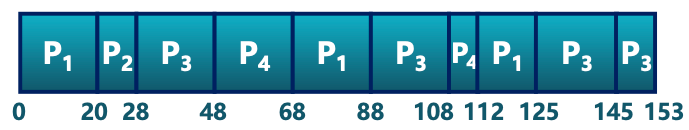 P₁ P₂ P₃ P₄ P₁ P₃ P₄ P₁ P₃ P₃
0 20 28 48 68 88 108 112 125 145 153